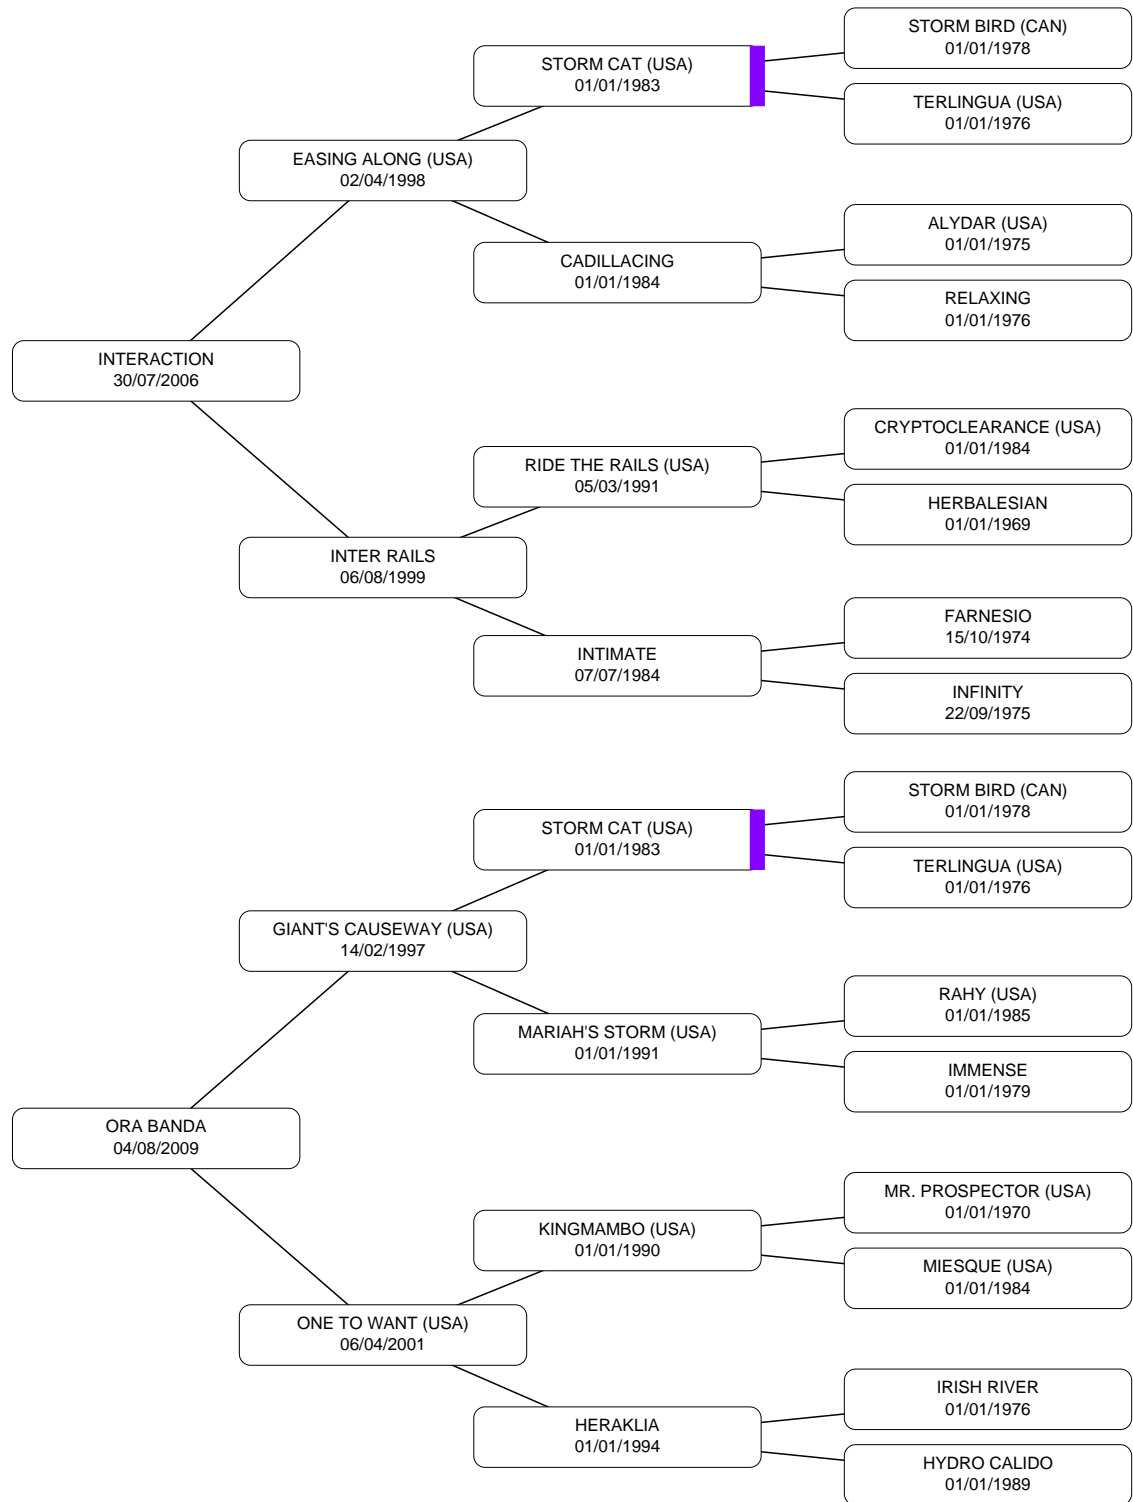 STORM BIRD (CAN)
01/01/1978
STORM CAT (USA)
01/01/1983
TERLINGUA (USA)
01/01/1976
EASING ALONG (USA)
02/04/1998
ALYDAR (USA)
01/01/1975
CADILLACING
01/01/1984
RELAXING
01/01/1976
INTERACTION
30/07/2006
CRYPTOCLEARANCE (USA)
01/01/1984
RIDE THE RAILS (USA)
05/03/1991
HERBALESIAN
01/01/1969
INTER RAILS
06/08/1999
FARNESIO
15/10/1974
INTIMATE
07/07/1984
INFINITY
22/09/1975
STORM BIRD (CAN)
01/01/1978
STORM CAT (USA)
01/01/1983
TERLINGUA (USA)
01/01/1976
GIANT'S CAUSEWAY (USA)
14/02/1997
RAHY (USA)
01/01/1985
MARIAH'S STORM (USA)
01/01/1991
IMMENSE
01/01/1979
ORA BANDA
04/08/2009
MR. PROSPECTOR (USA)
01/01/1970
KINGMAMBO (USA)
01/01/1990
MIESQUE (USA)
01/01/1984
ONE TO WANT (USA)
06/04/2001
IRISH RIVER
01/01/1976
HERAKLIA
01/01/1994
HYDRO CALIDO
01/01/1989